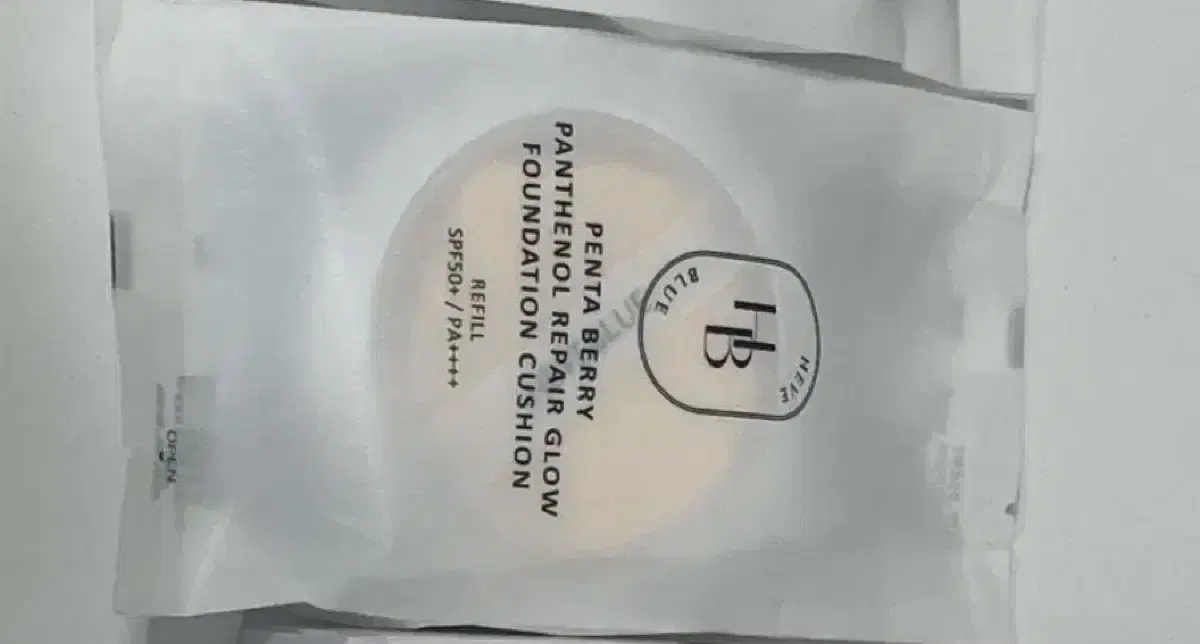 HEVE
BLUE
HB
PENTA BERRY
PANTHENOL REPAIR GLOW
FOUNDATION CUSHION
REFILL
SPF50+ / PA++++
OPEN